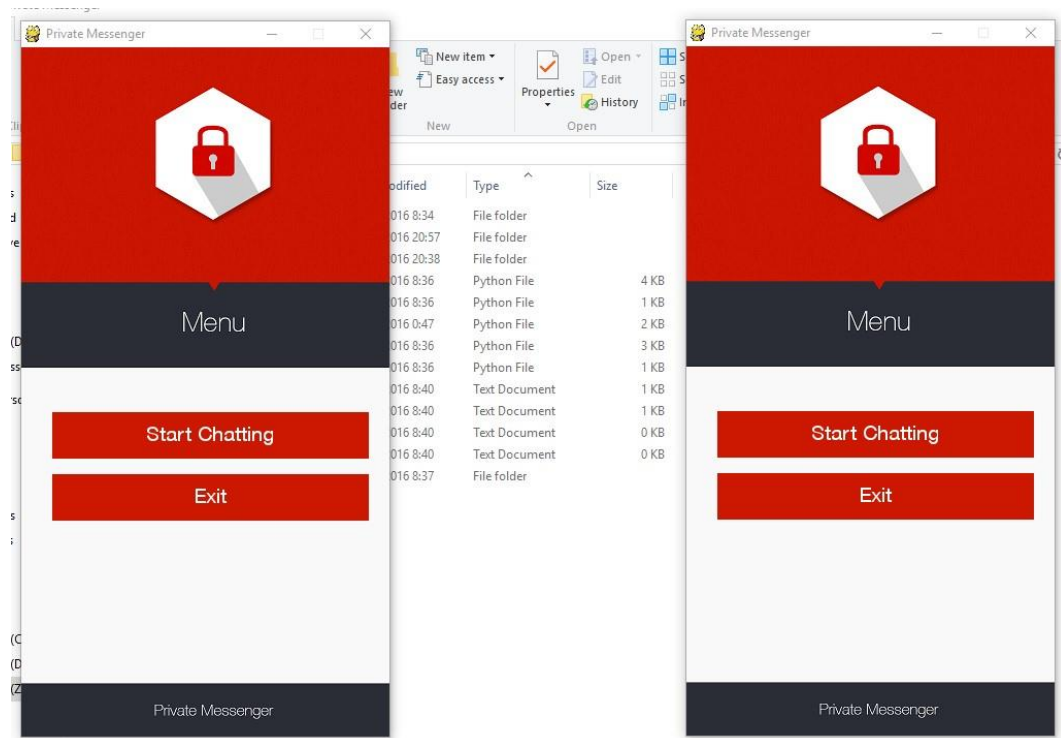 Private Messenger
Menu
Start Chatting
Exit
Private Messenger
New item
Easy access
New
Properties
Open
Edit
History
Open
odified Type Size
016 8:34 File folder
016 20:57 File folder
016 20:38 File folder
016 8:36 Python File 4 KB
016 8:36 Python File 1 KB
016 0:47 Python File 2 KB
016 8:36 Python File 3 KB
016 8:36 Python File 1 KB
016 8:40 Text Document 1 KB
016 8:40 Text Document 1 KB
016 8:40 Text Document 0 KB
016 8:40 Text Document 0 KB
016 8:37 File folder
Private Messenger
Menu
Start Chatting
Exit
Private Messenger